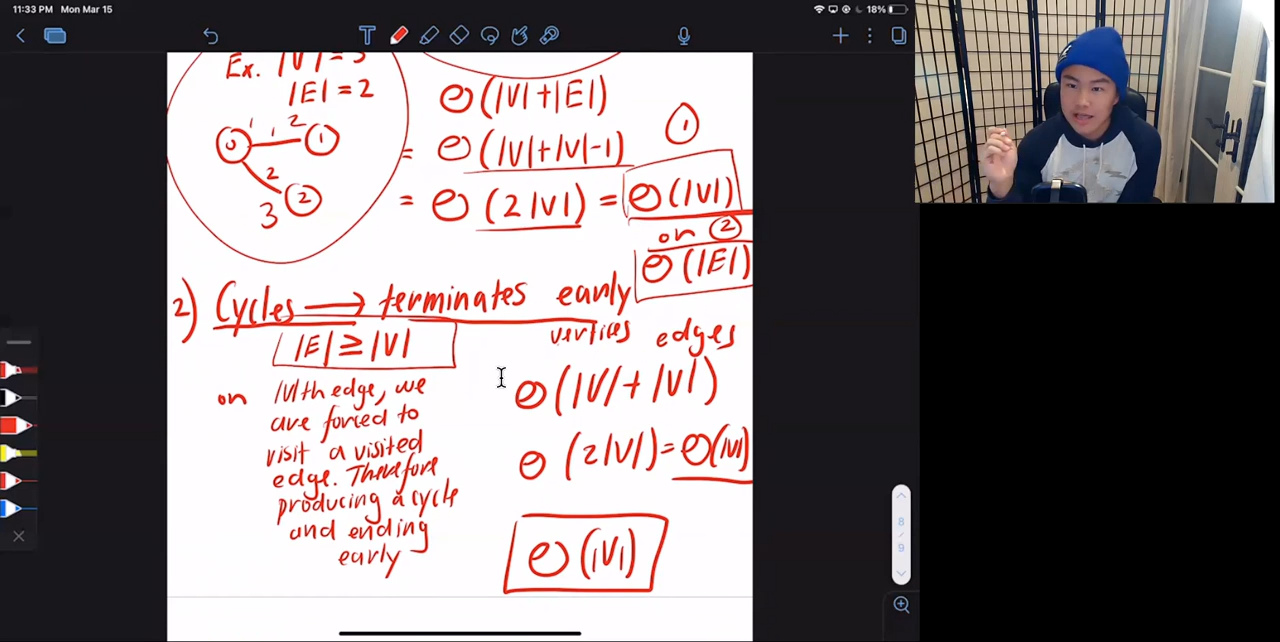 11:33 PM Mon Mar 15
18%
Ex. |V| = 3
|E| = 2
0 1 2
1
2
3
Θ(|V|+|E|)
= Θ(|V|+|V|-1)
= Θ(2|V|) = Θ(|V|)
1
on 2
Θ(|E|)
2) Cycles → terminates early
|E| ≥ |V|
on |V|th edge, we
are forced to
visit a visited
edge. Therefore
producing a cycle
and ending
early
vertices edges
Θ(|V|+|V|)
Θ(2|V|) = Θ(|V|)
Θ(|V|)
8
/
9